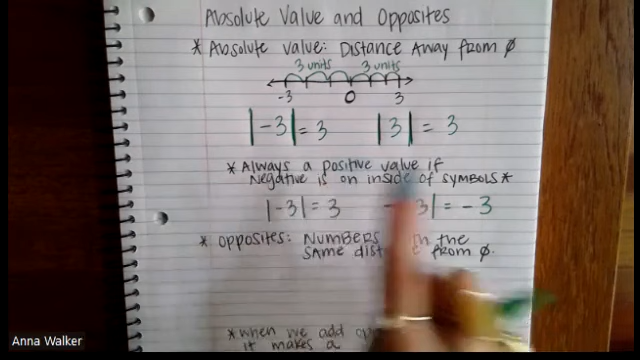 Absolute Value and Opposites
* Absolute Value: Distance Away from Ø
3 units 3 units
-3 0 3
|-3| = 3 |3| = 3
* Always a positive value if
Negative is on inside of symbols *
|-3| = 3 - 3| = -3
* Opposites: Numbers the
same from Ø.
* when we add
it makes a
Anna Walker